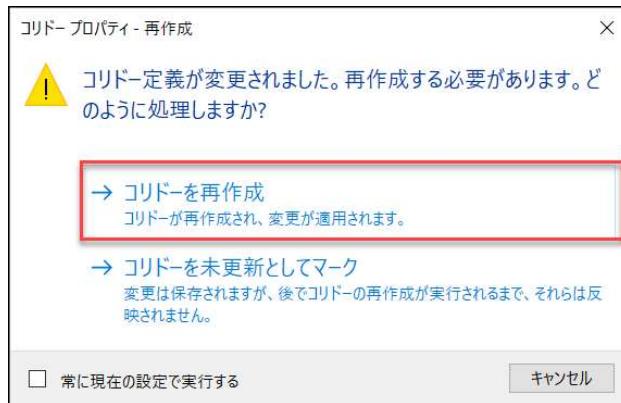 コリドー プロパティ - 再作成
コリドー定義が変更されました。再作成する必要があります。ど
のように処理しますか?
コリドーを再作成
コリドーが再作成され、変更が適用されます。
コリドーを未更新としてマーク
変更は保存されますが、後でコリドーの再作成が実行されるまで、それらは反
映されません。
常に現在の設定で実行する
キャンセル